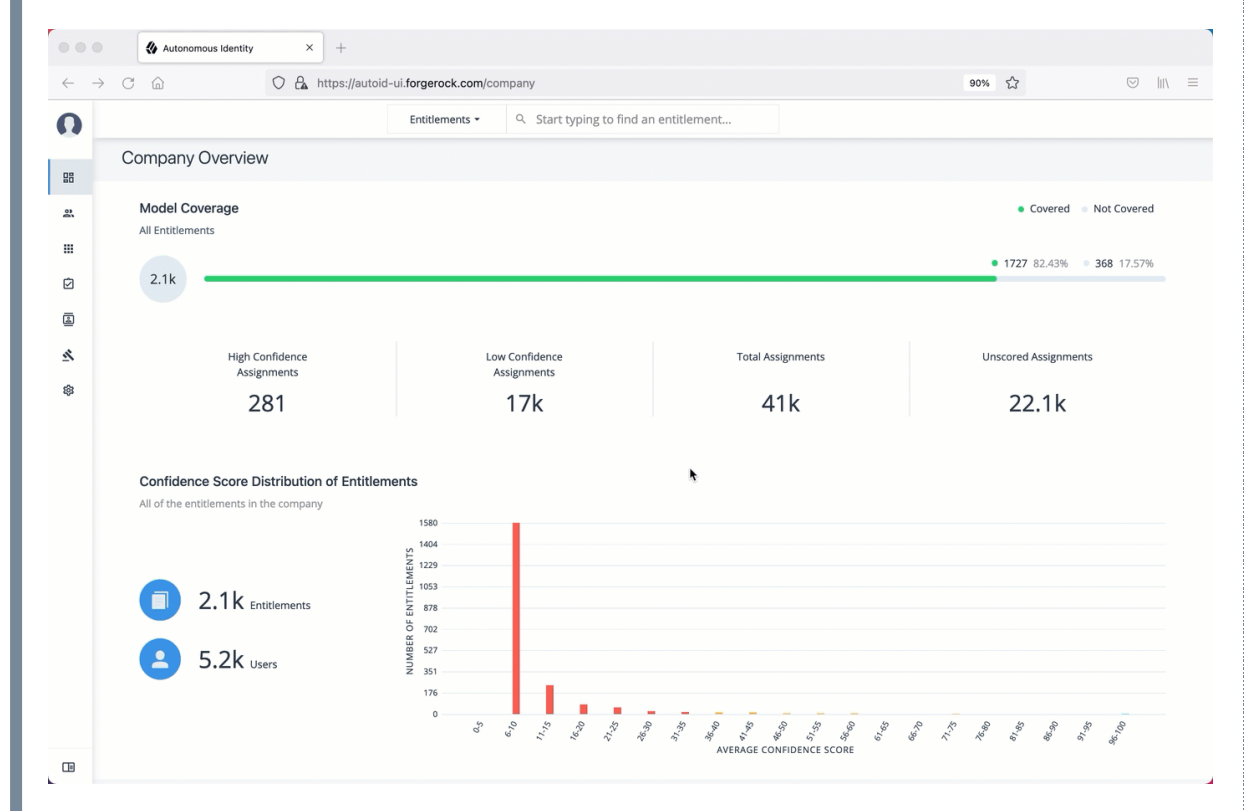 Autonomous Identity
https://autoid-ui.forgerock.com/company
90%
Entitlements
Start typing to find an entitlement...
Company Overview
Model Coverage
Covered
Not Covered
All Entitlements
2.1k
1727 82.43%
368 17.57%
High Confidence
Assignments
281
Low Confidence
Assignments
17k
Total Assignments
41k
Unscored Assignments
22.1k
Confidence Score Distribution of Entitlements
All of the entitlements in the company
2.1k Entitlements
5.2k Users
NUMBER OF ENTITLEMENTS
1580
1404
1229
1053
878
702
527
351
176
0
0-5
6-10
11-15
16-20
21-25
26-30
31-35
36-40
41-45
46-50
51-55
56-60
61-65
66-70
71-75
76-80
81-85
86-90
91-95
96-100
AVERAGE CONFIDENCE SCORE